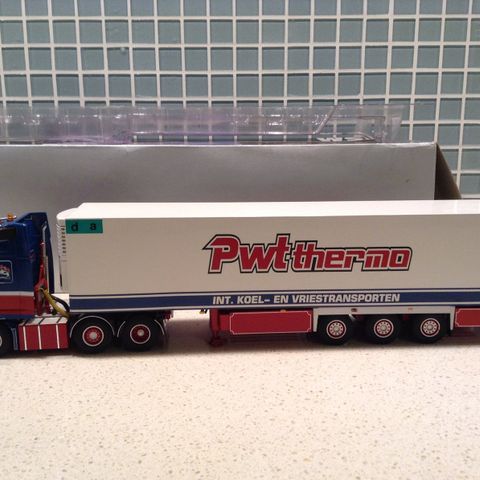 d a
Pwt thermo
INT. KOEL- EN VRIESTRANSPORTEN